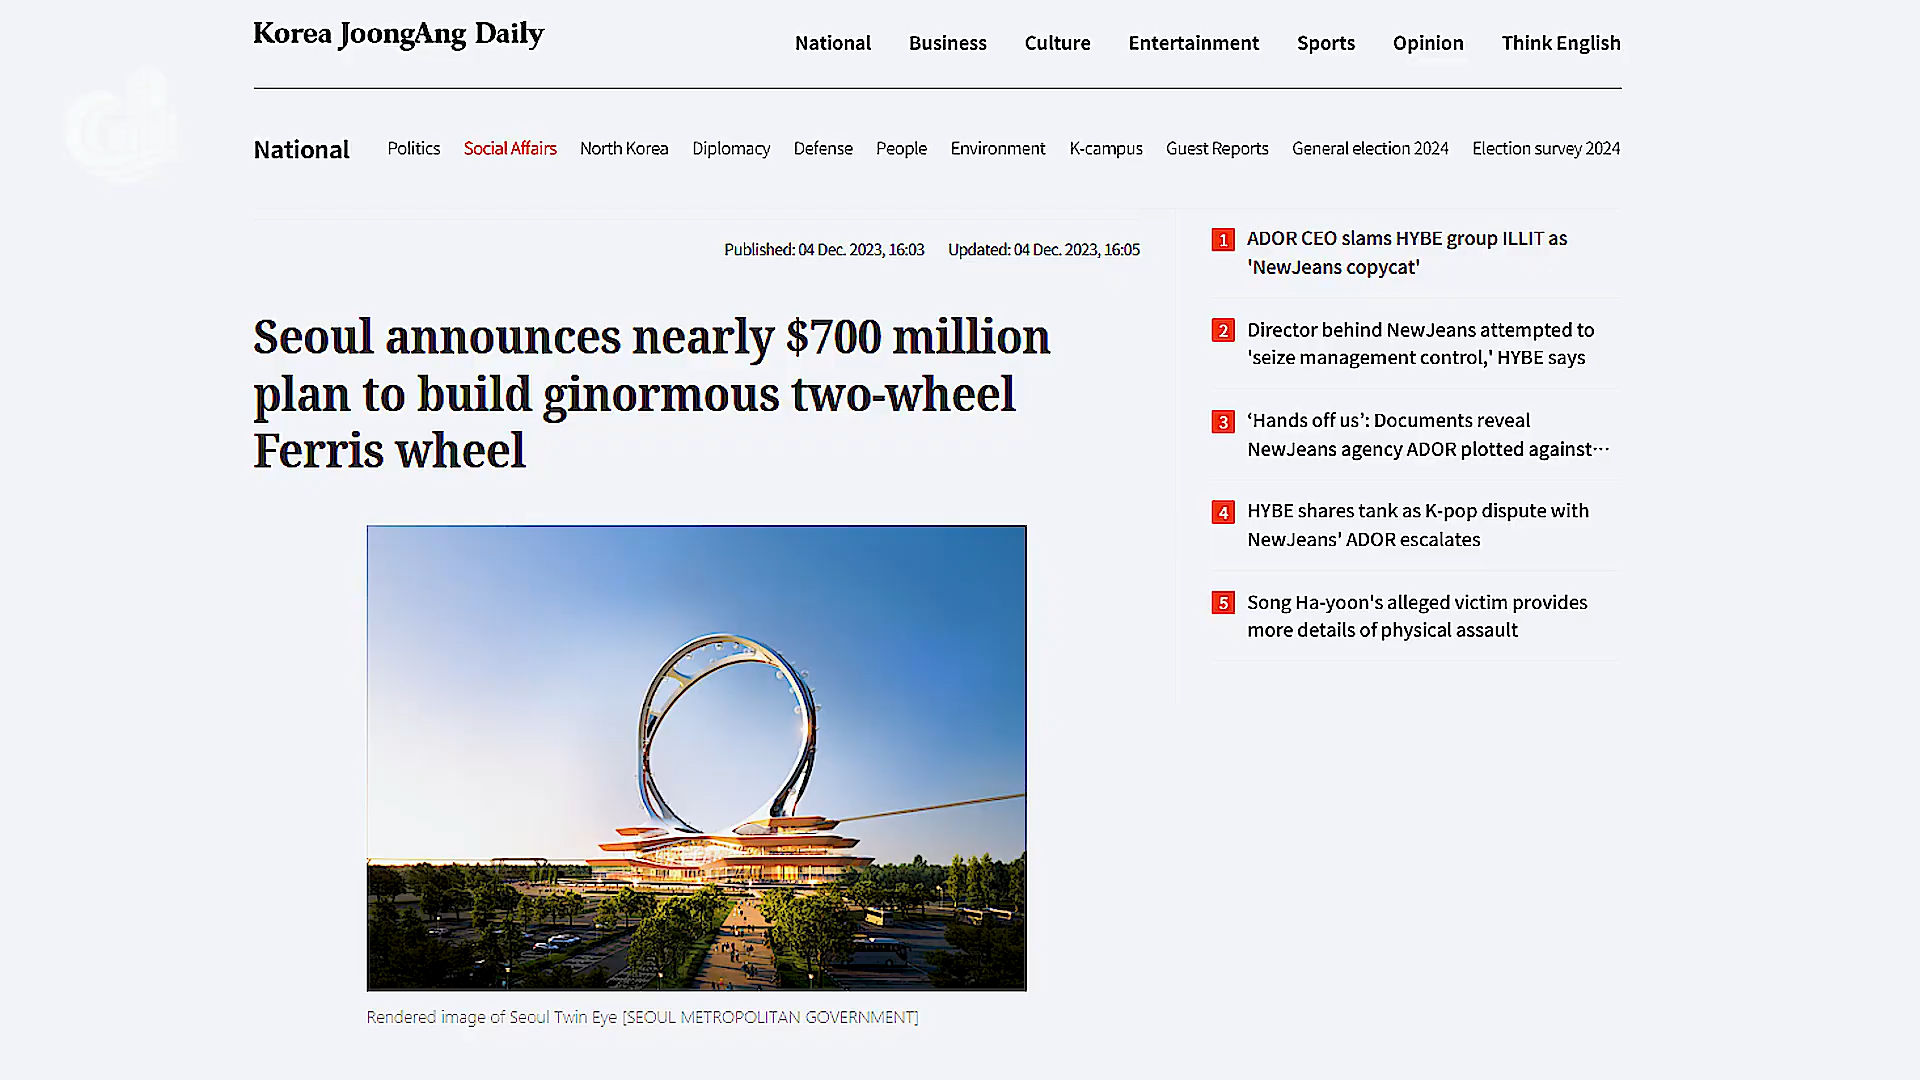 Korea JoongAng Daily
National Business Culture Entertainment Sports Opinion Think English
National Politics Social Affairs North Korea Diplomacy Defense People Environment K-campus Guest Reports General election 2024 Election survey 2024
Published: 04 Dec. 2023, 16:03 Updated: 04 Dec. 2023, 16:05
Seoul announces nearly $700 million
plan to build ginormous two-wheel
Ferris wheel
Rendered image of Seoul Twin Eye [SEOUL METROPOLITAN GOVERNMENT]
1 ADOR CEO slams HYBE group ILLIT as
'NewJeans copycat'
2 Director behind NewJeans attempted to
'seize management control,' HYBE says
3 ‘Hands off us’: Documents reveal
NewJeans agency ADOR plotted against···
4 HYBE shares tank as K-pop dispute with
NewJeans' ADOR escalates
5 Song Ha-yoon's alleged victim provides
more details of physical assault